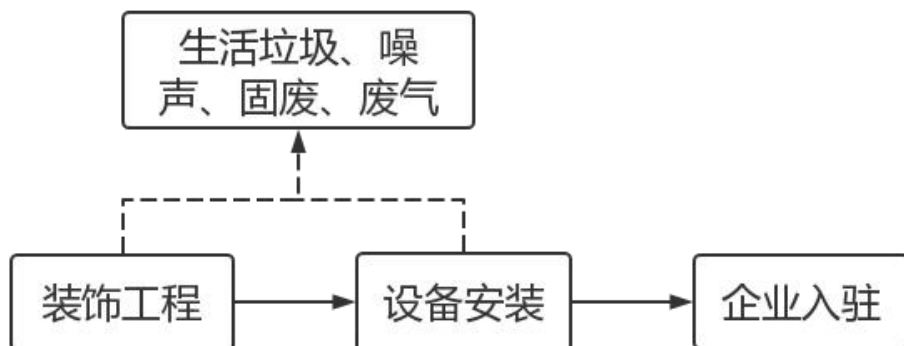 生活垃圾、噪
声、固废、废气
装饰工程
设备安装
企业入驻